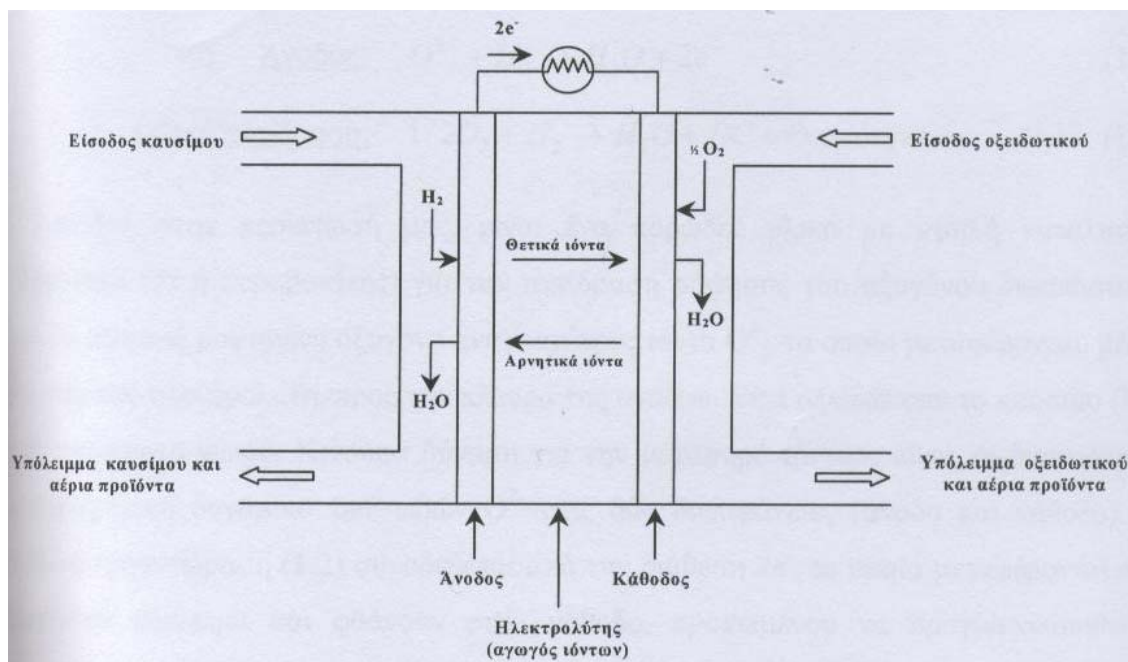 2e⁻
Είσοδος καυσίμου
Είσοδος οξειδωτικού
½ O₂
H₂
Θετικά ιόντα
H₂O
Αρνητικά ιόντα
H₂O
Υπόλειμμα καυσίμου και
αέρια προϊόντα
Υπόλειμμα οξειδωτικού
και αέρια προϊόντα
Άνοδος
Κάθοδος
Ηλεκτρολύτης
(αγωγός ιόντων)